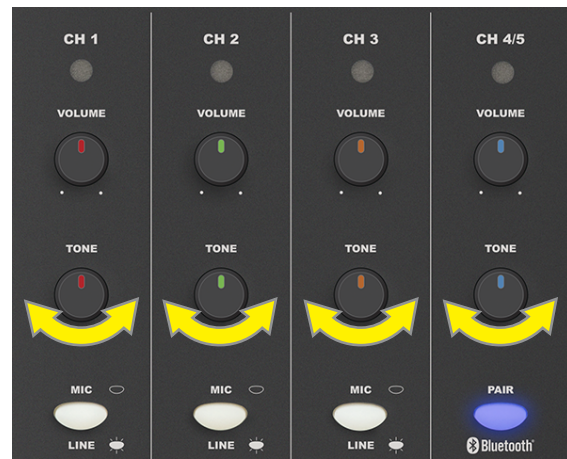 CH 1 CH 2 CH 3 CH 4/5
VOLUME VOLUME VOLUME VOLUME
TONE TONE TONE TONE
MIC MIC MIC PAIR
LINE LINE LINE Bluetooth®